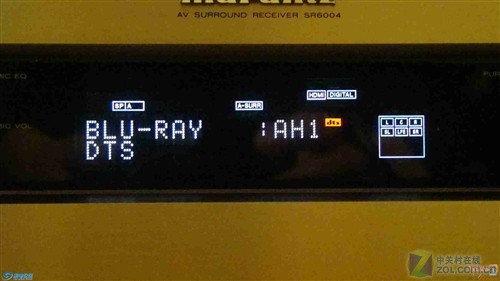 marantz
AV SURROUND RECEIVER SR6004
SP A
A-SURR
HDMI DIGITAL
BLU-RAY :AH1 dts
DTS
L C R
SL LFE SR
中关村在线
ZOL.COM.CN